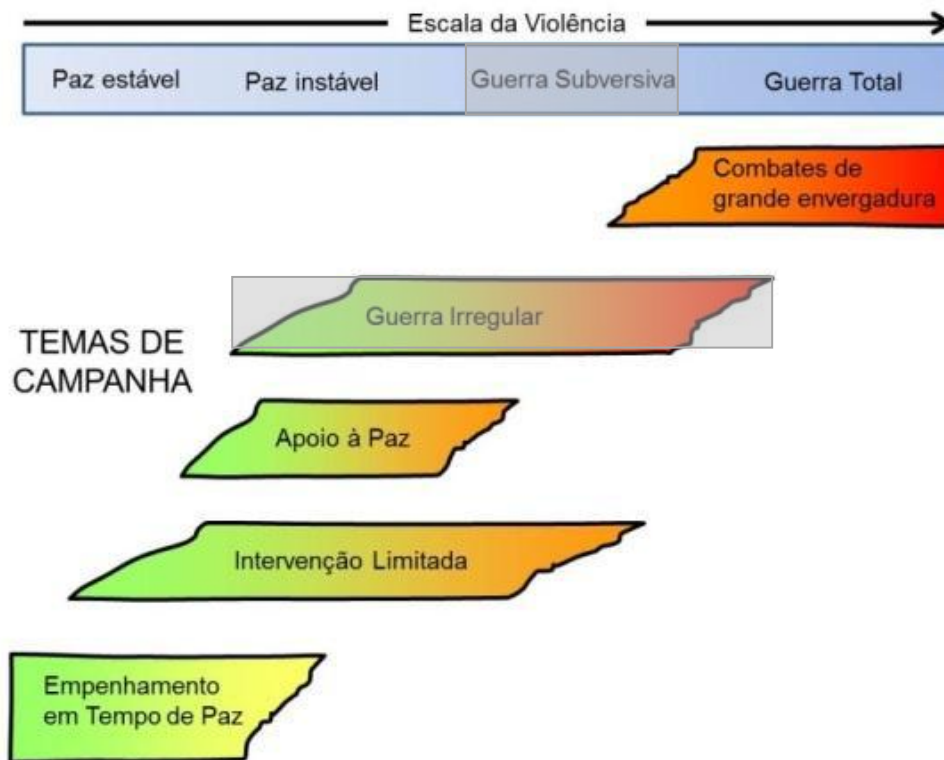 Escala da Violência
Paz estável Paz instável Guerra Subversiva Guerra Total
Combates de
grande envergadura
Guerra Irregular
TEMAS DE
CAMPANHA
Apoio à Paz
Intervenção Limitada
Empenhamento
em Tempo de Paz